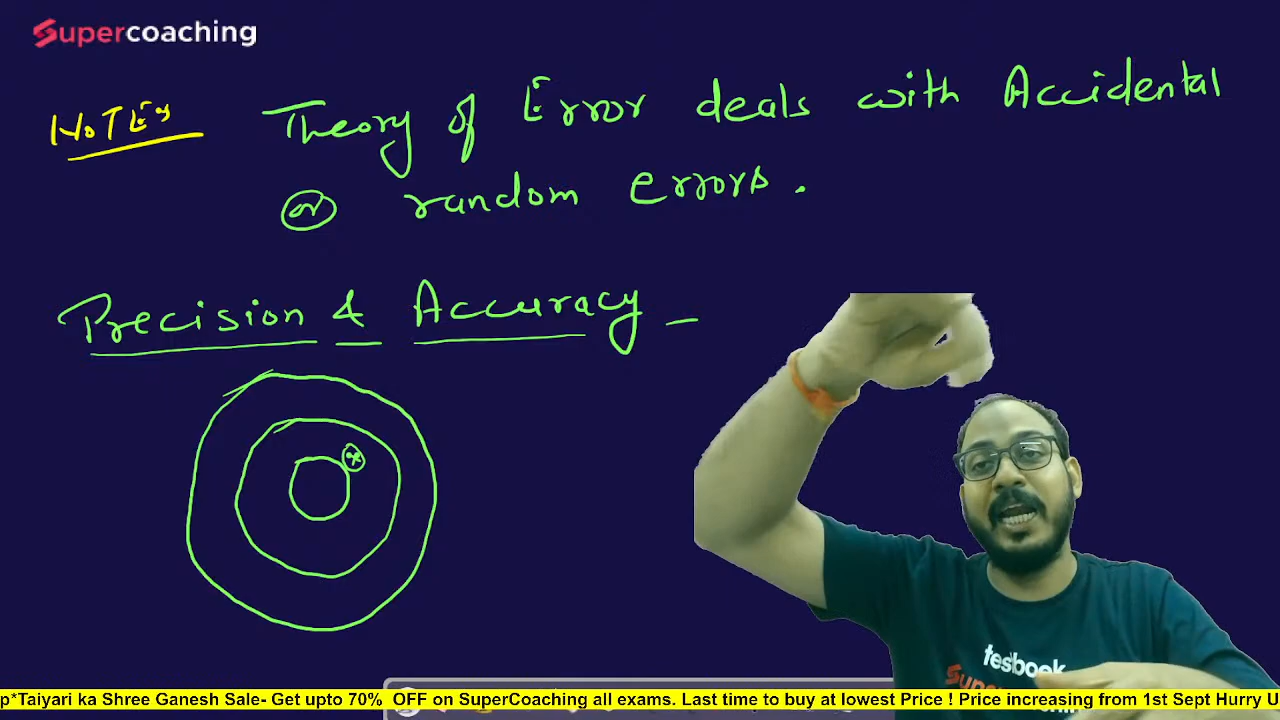 Supercoaching
NOTEs Theory of Error deals with Accidental
or random errors.
Precision & Accuracy -
testbook
p*Taiyari ka Shree Ganesh Sale- Get upto 70% OFF on SuperCoaching all exams. Last time to buy at lowest Price ! Price increasing from 1st Sept Hurry U